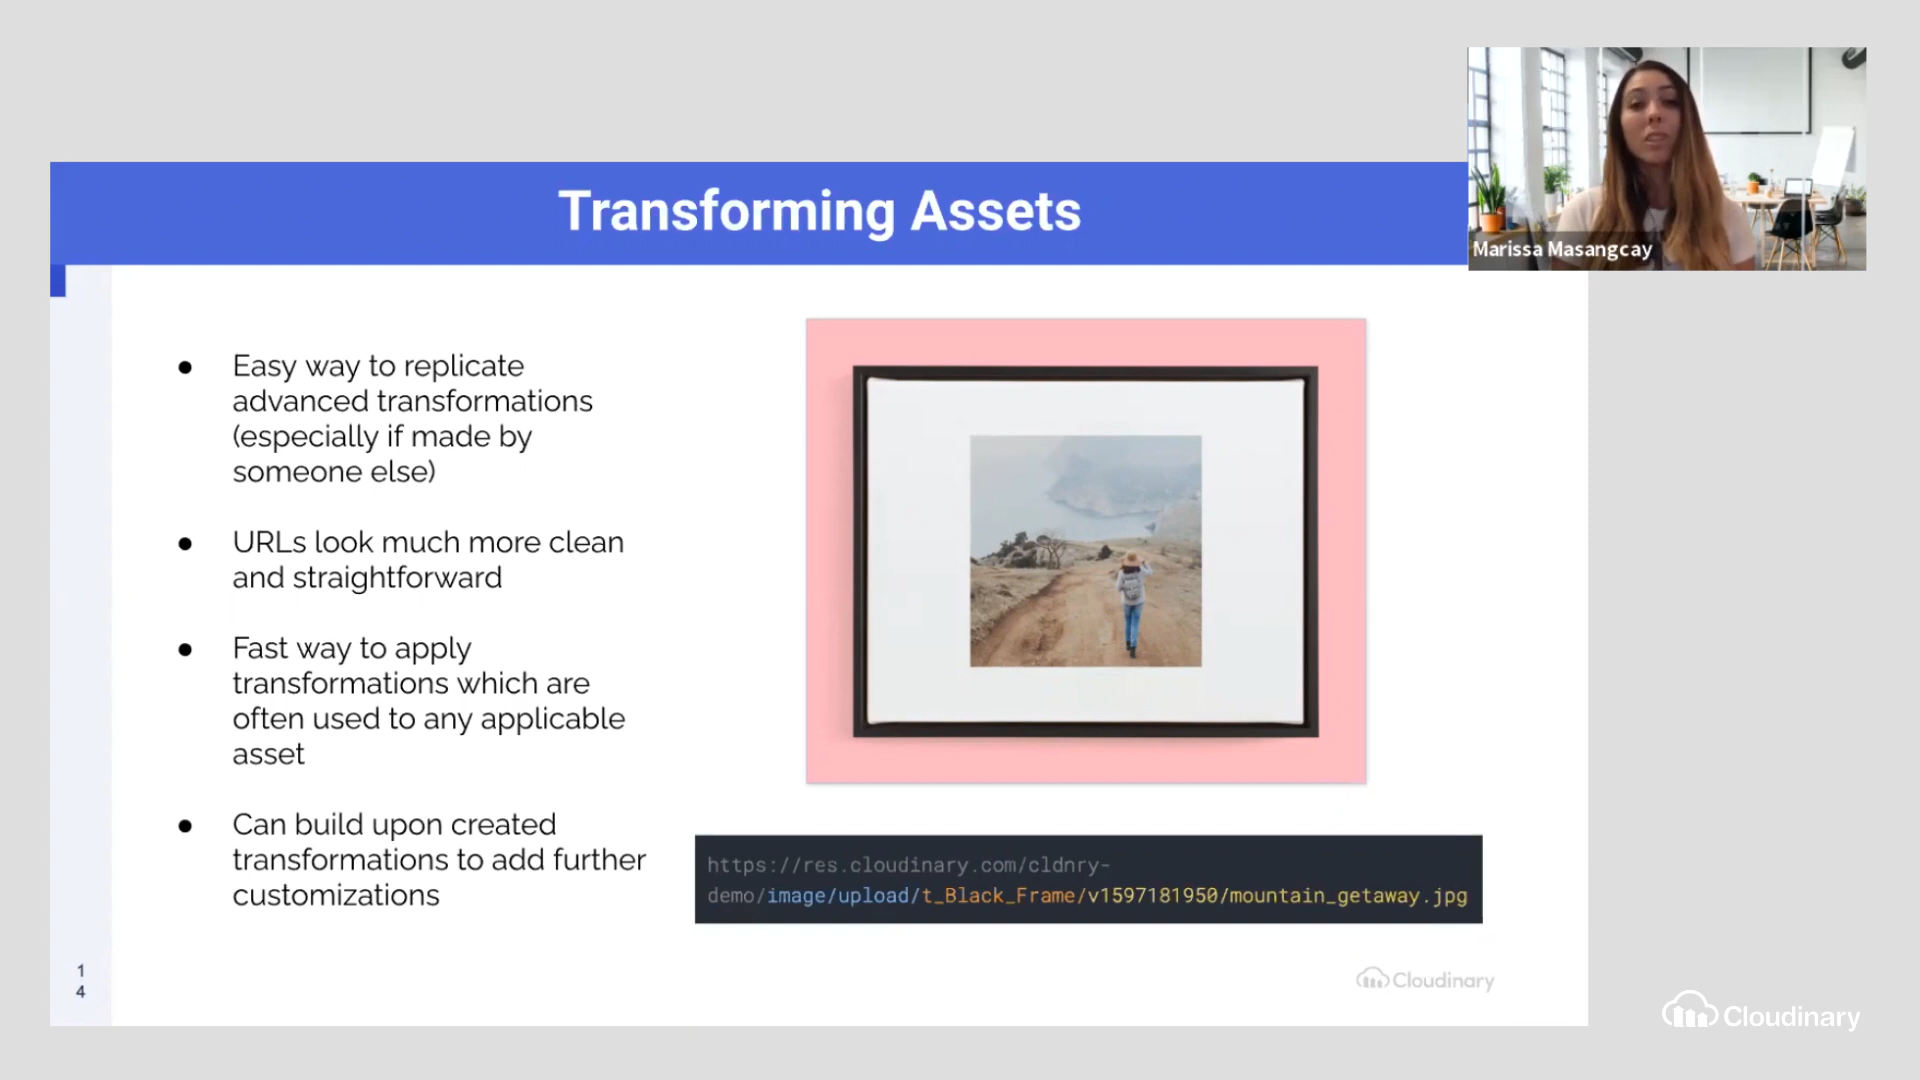 Transforming Assets
Marissa Masangcay
● Easy way to replicate
advanced transformations
(especially if made by
someone else)
● URLs look much more clean
and straightforward
● Fast way to apply
transformations which are
often used to any applicable
asset
● Can build upon created
transformations to add further
customizations
https://res.cloudinary.com/cldnry-
demo/image/upload/t_Black_Frame/v1597181950/mountain_getaway.jpg
1
4
Cloudinary
Cloudinary